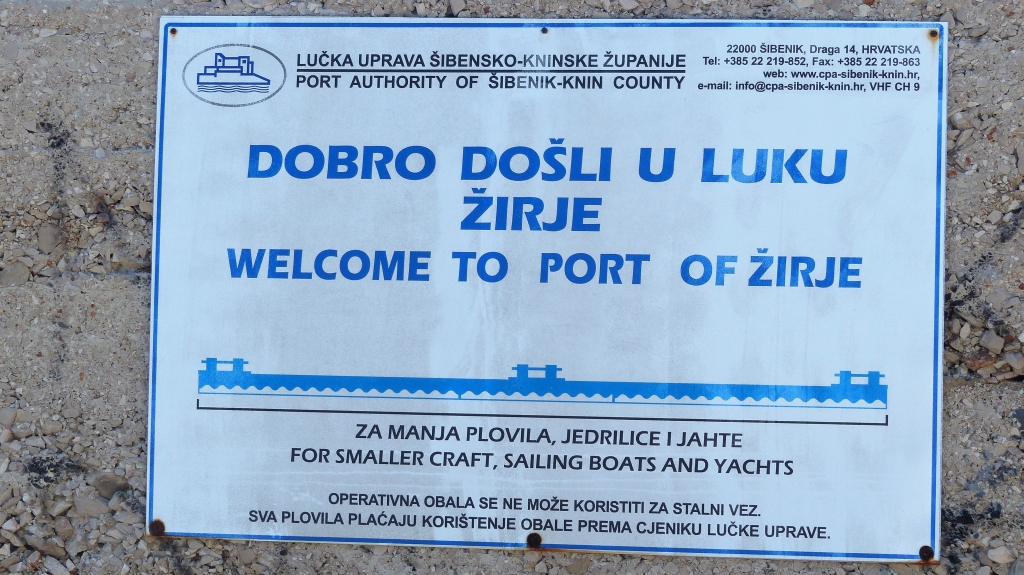 LUČKA UPRAVA ŠIBENSKO-KNINSKE ŽUPANIJE
PORT AUTHORITY OF ŠIBENIK-KNIN COUNTY
22000 ŠIBENIK, Draga 14, HRVATSKA
Tel: +385 22 219-852, Fax: +385 22 219-863
web: www.cpa-sibenik-knin.hr,
e-mail: info@cpa-sibenik-knin.hr, VHF CH 9
DOBRO DOŠLI U LUKU
ŽIRJE
WELCOME TO PORT OF ŽIRJE
ZA MANJA PLOVILA, JEDRILICE I JAHTE
FOR SMALLER CRAFT, SAILING BOATS AND YACHTS
OPERATIVNA OBALA SE NE MOŽE KORISTITI ZA STALNI VEZ.
SVA PLOVILA PLAĆAJU KORIŠTENJE OBALE PREMA CJENIKU LUČKE UPRAVE.